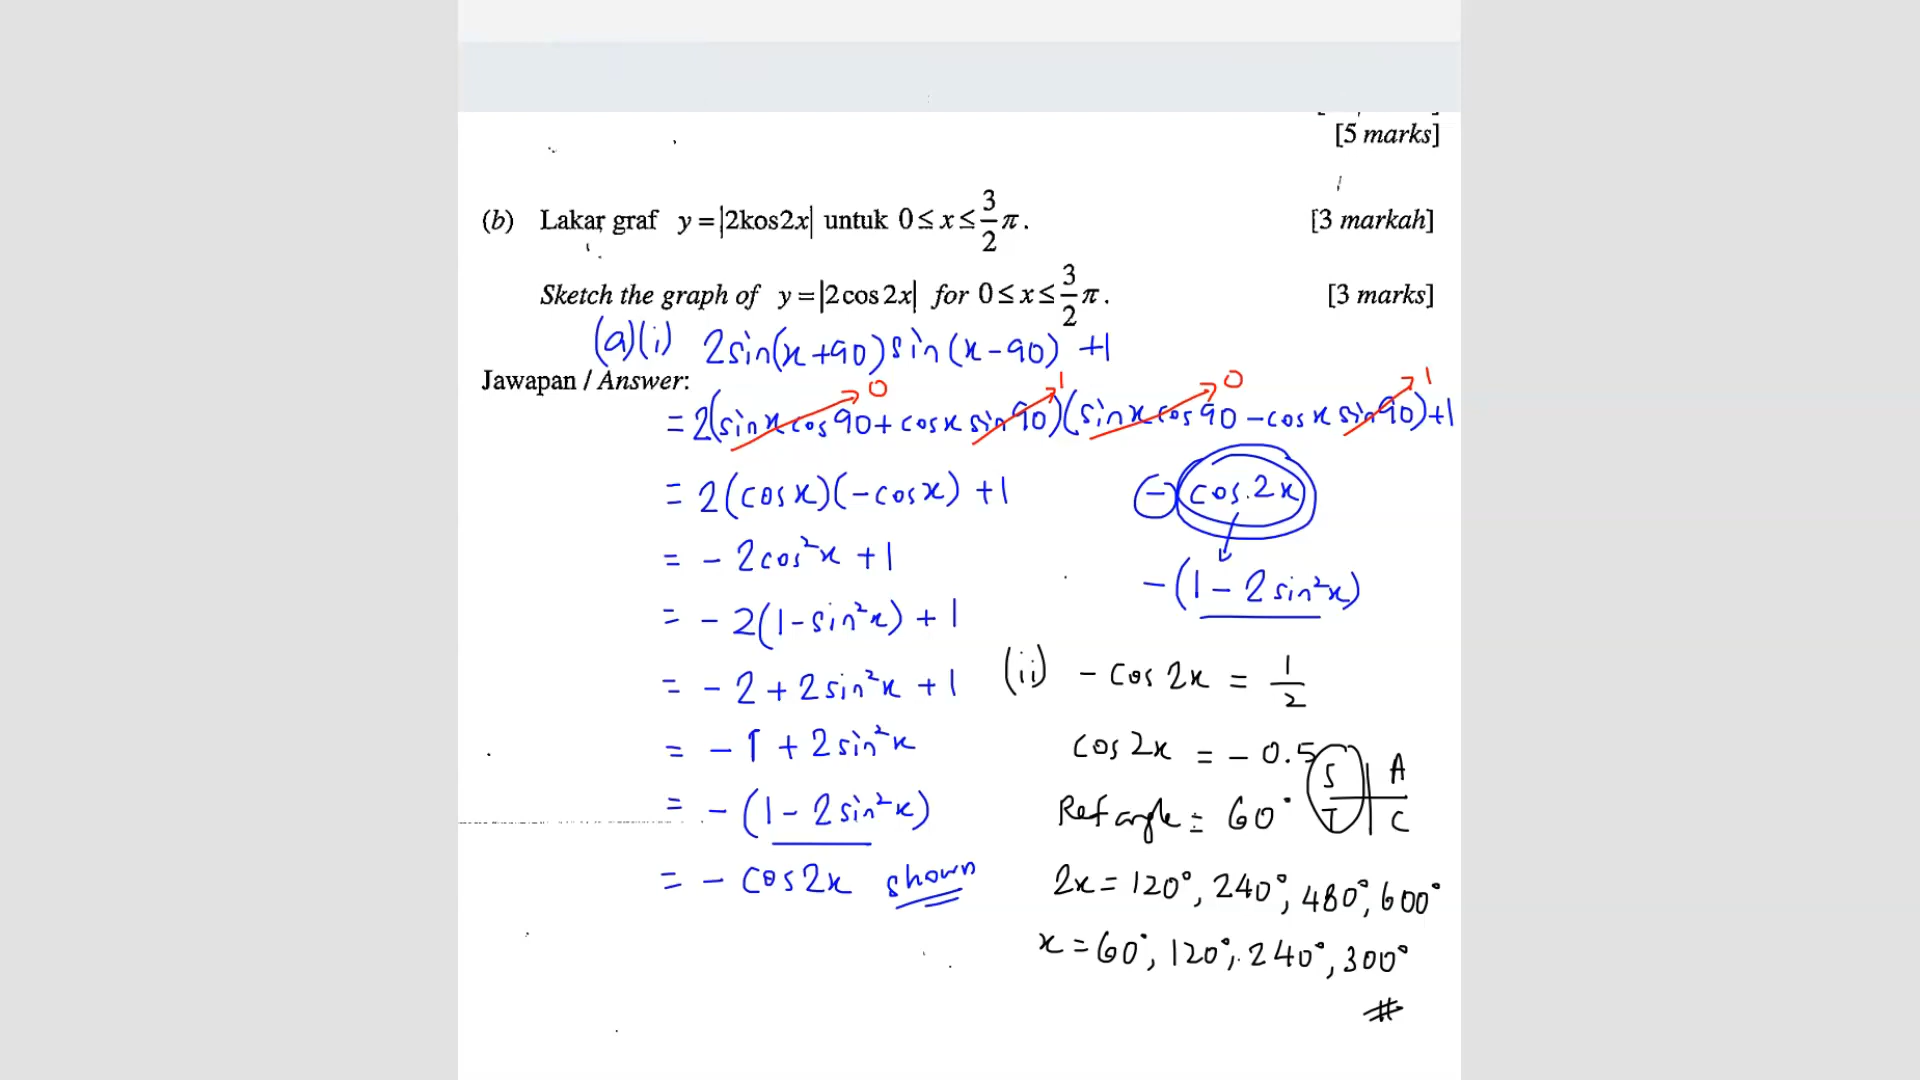 [5 marks]
(b) Lakar graf y = |2kos2x| untuk 0 ≤ x ≤ 3/2 π. [3 markah]
Sketch the graph of y = |2cos2x| for 0 ≤ x ≤ 3/2 π. [3 marks]
(a)(i) 2sin(x+90)sin(x-90) +1
Jawapan / Answer:
0 1 0 1
= 2(sin x cos 90 + cos x sin 90)(sin x cos 90 - cos x sin 90)+1
= 2(cos x)(-cos x) +1
= - 2cos²x +1
= - 2(1-sin²x) + 1
= - 2 + 2sin²x + 1
= - 1 + 2sin²x
= - (1 - 2sin²x)
= - cos2x shown
- cos 2x
- (1 - 2sin²x)
(ii) - cos 2x = 1/2
cos 2x = - 0.5
S A
T C
Ref angle = 60°
2x = 120°, 240°, 480°, 600°
x = 60°, 120°, 240°, 300°
#